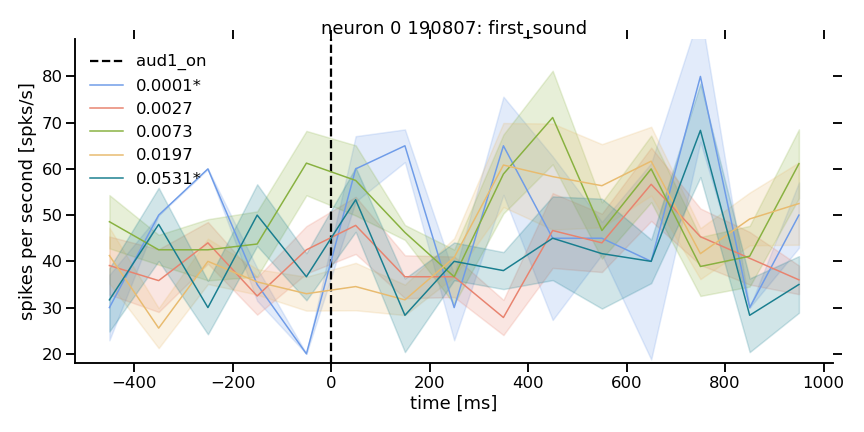 neuron 0 190807: first_sound
aud1_on
0.0001*
0.0027
0.0073
0.0197
0.0531*
spikes per second [spks/s]
80
70
60
50
40
30
20
−400 −200 0 200 400 600 800 1000
time [ms]